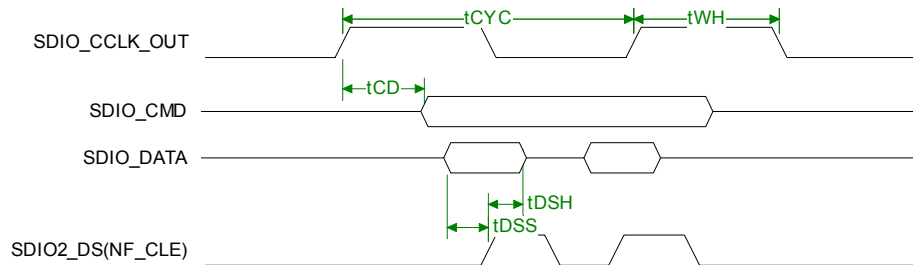 tCYC
tWH
SDIO_CCLK_OUT
tCD
SDIO_CMD
SDIO_DATA
tDSH
tDSS
SDIO2_DS(NF_CLE)